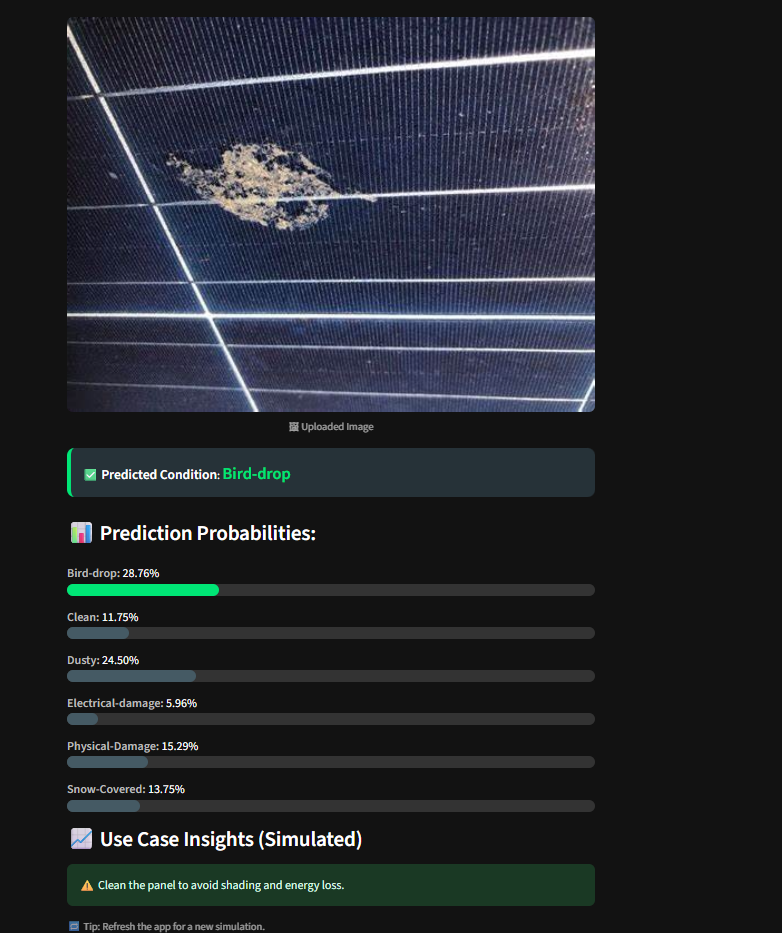 Uploaded Image
Predicted Condition: Bird-drop
Prediction Probabilities:
Bird-drop: 28.76%
Clean: 11.75%
Dusty: 24.50%
Electrical-damage: 5.96%
Physical-Damage: 15.29%
Snow-Covered: 13.75%
Use Case Insights (Simulated)
Clean the panel to avoid shading and energy loss.
Tip: Refresh the app for a new simulation.